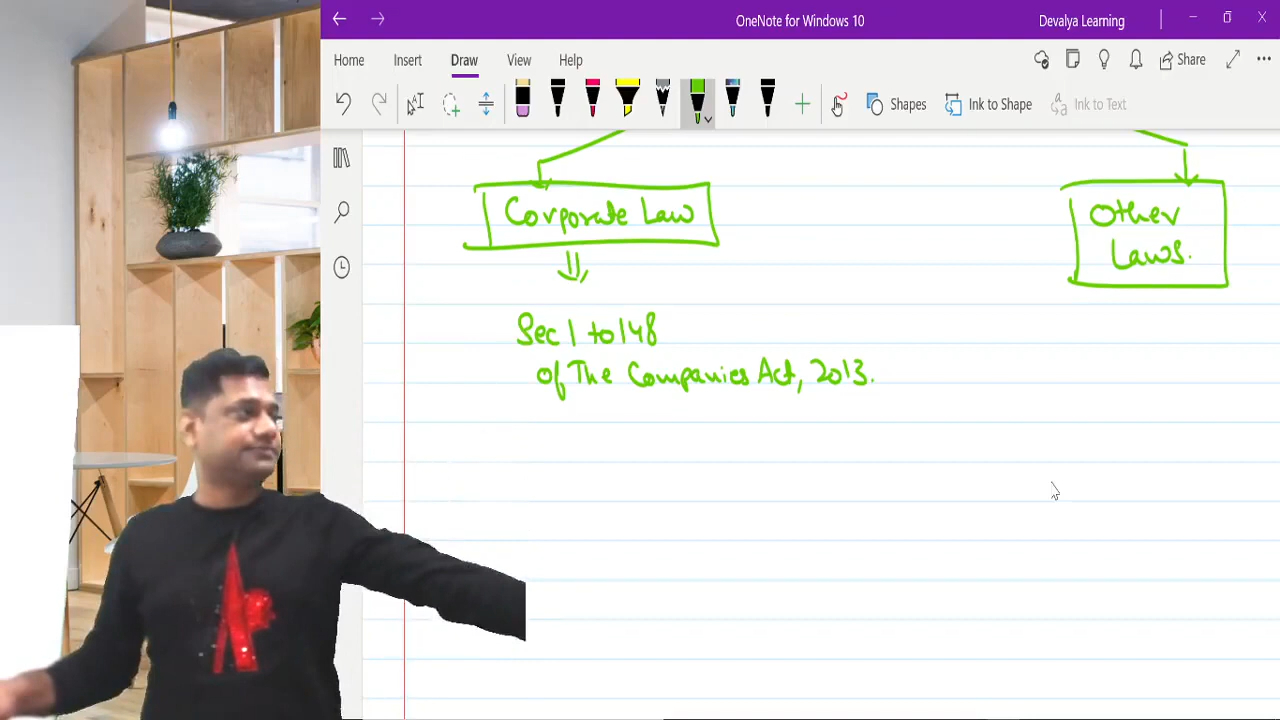 OneNote for Windows 10
Devalya Learning
Home Insert Draw View Help
Share
Shapes Ink to Shape Ink to Text
Corporate Law
Other
Laws.
Sec 1 to 148
of The Companies Act, 2013.